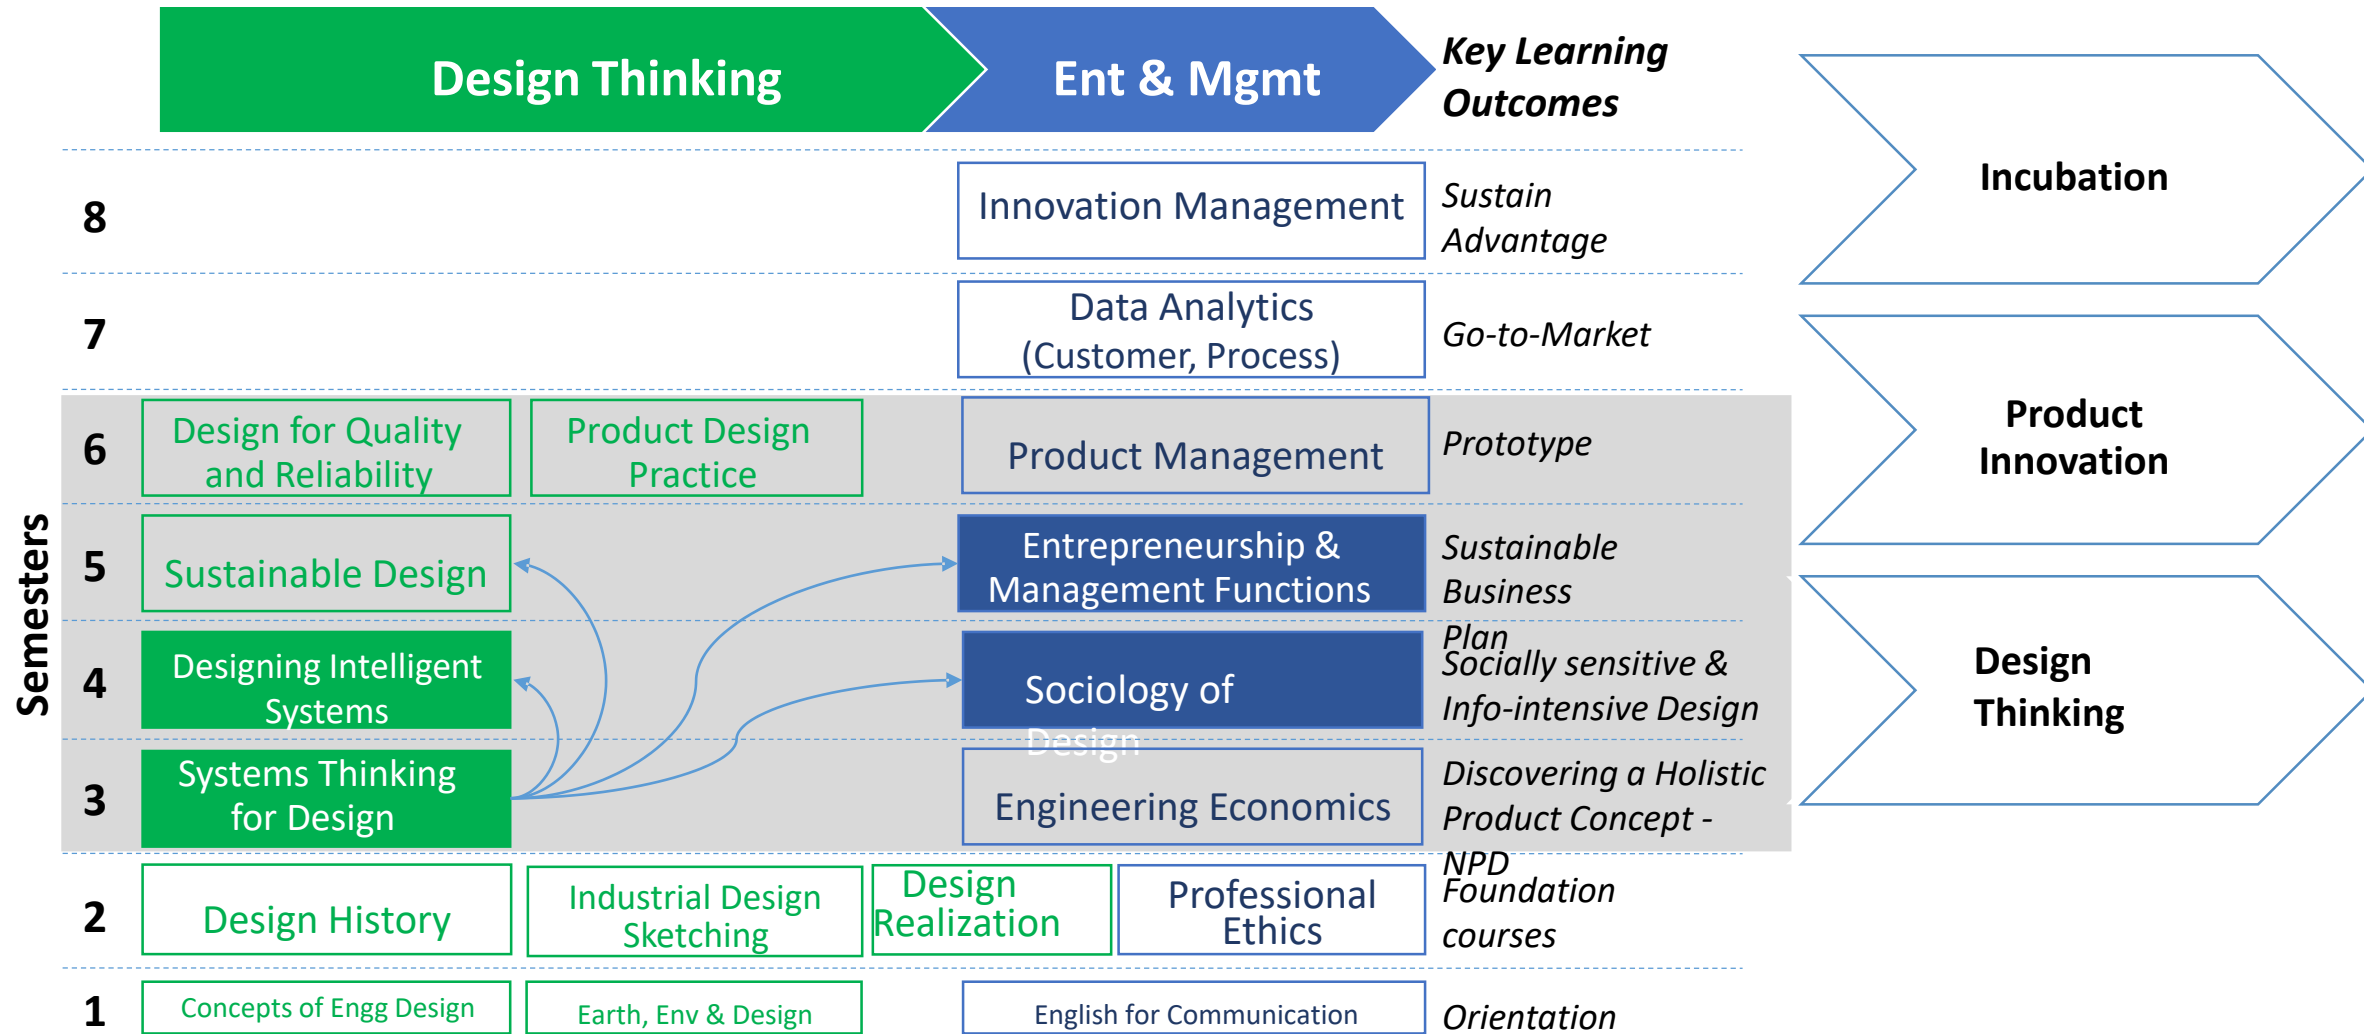 Design Thinking
Ent & Mgmt
Key Learning
Outcomes
8
Innovation Management
Sustain
Advantage
7
Data Analytics
(Customer, Process)
Go-to-Market
6
Design for Quality
and Reliability
Product Design
Practice
Product Management
Prototype
Semesters
5
Sustainable Design
Entrepreneurship &
Management Functions
Sustainable
Business
Plan
4
Designing Intelligent
Systems
Sociology of
Design
Socially sensitive &
Info-intensive Design
3
Systems Thinking
for Design
Engineering Economics
Discovering a Holistic
Product Concept -
NPD
2
Design History
Industrial Design
Sketching
Design
Realization
Professional
Ethics
Foundation
courses
1
Concepts of Engg Design
Earth, Env & Design
English for Communication
Orientation
Incubation
Product
Innovation
Design
Thinking